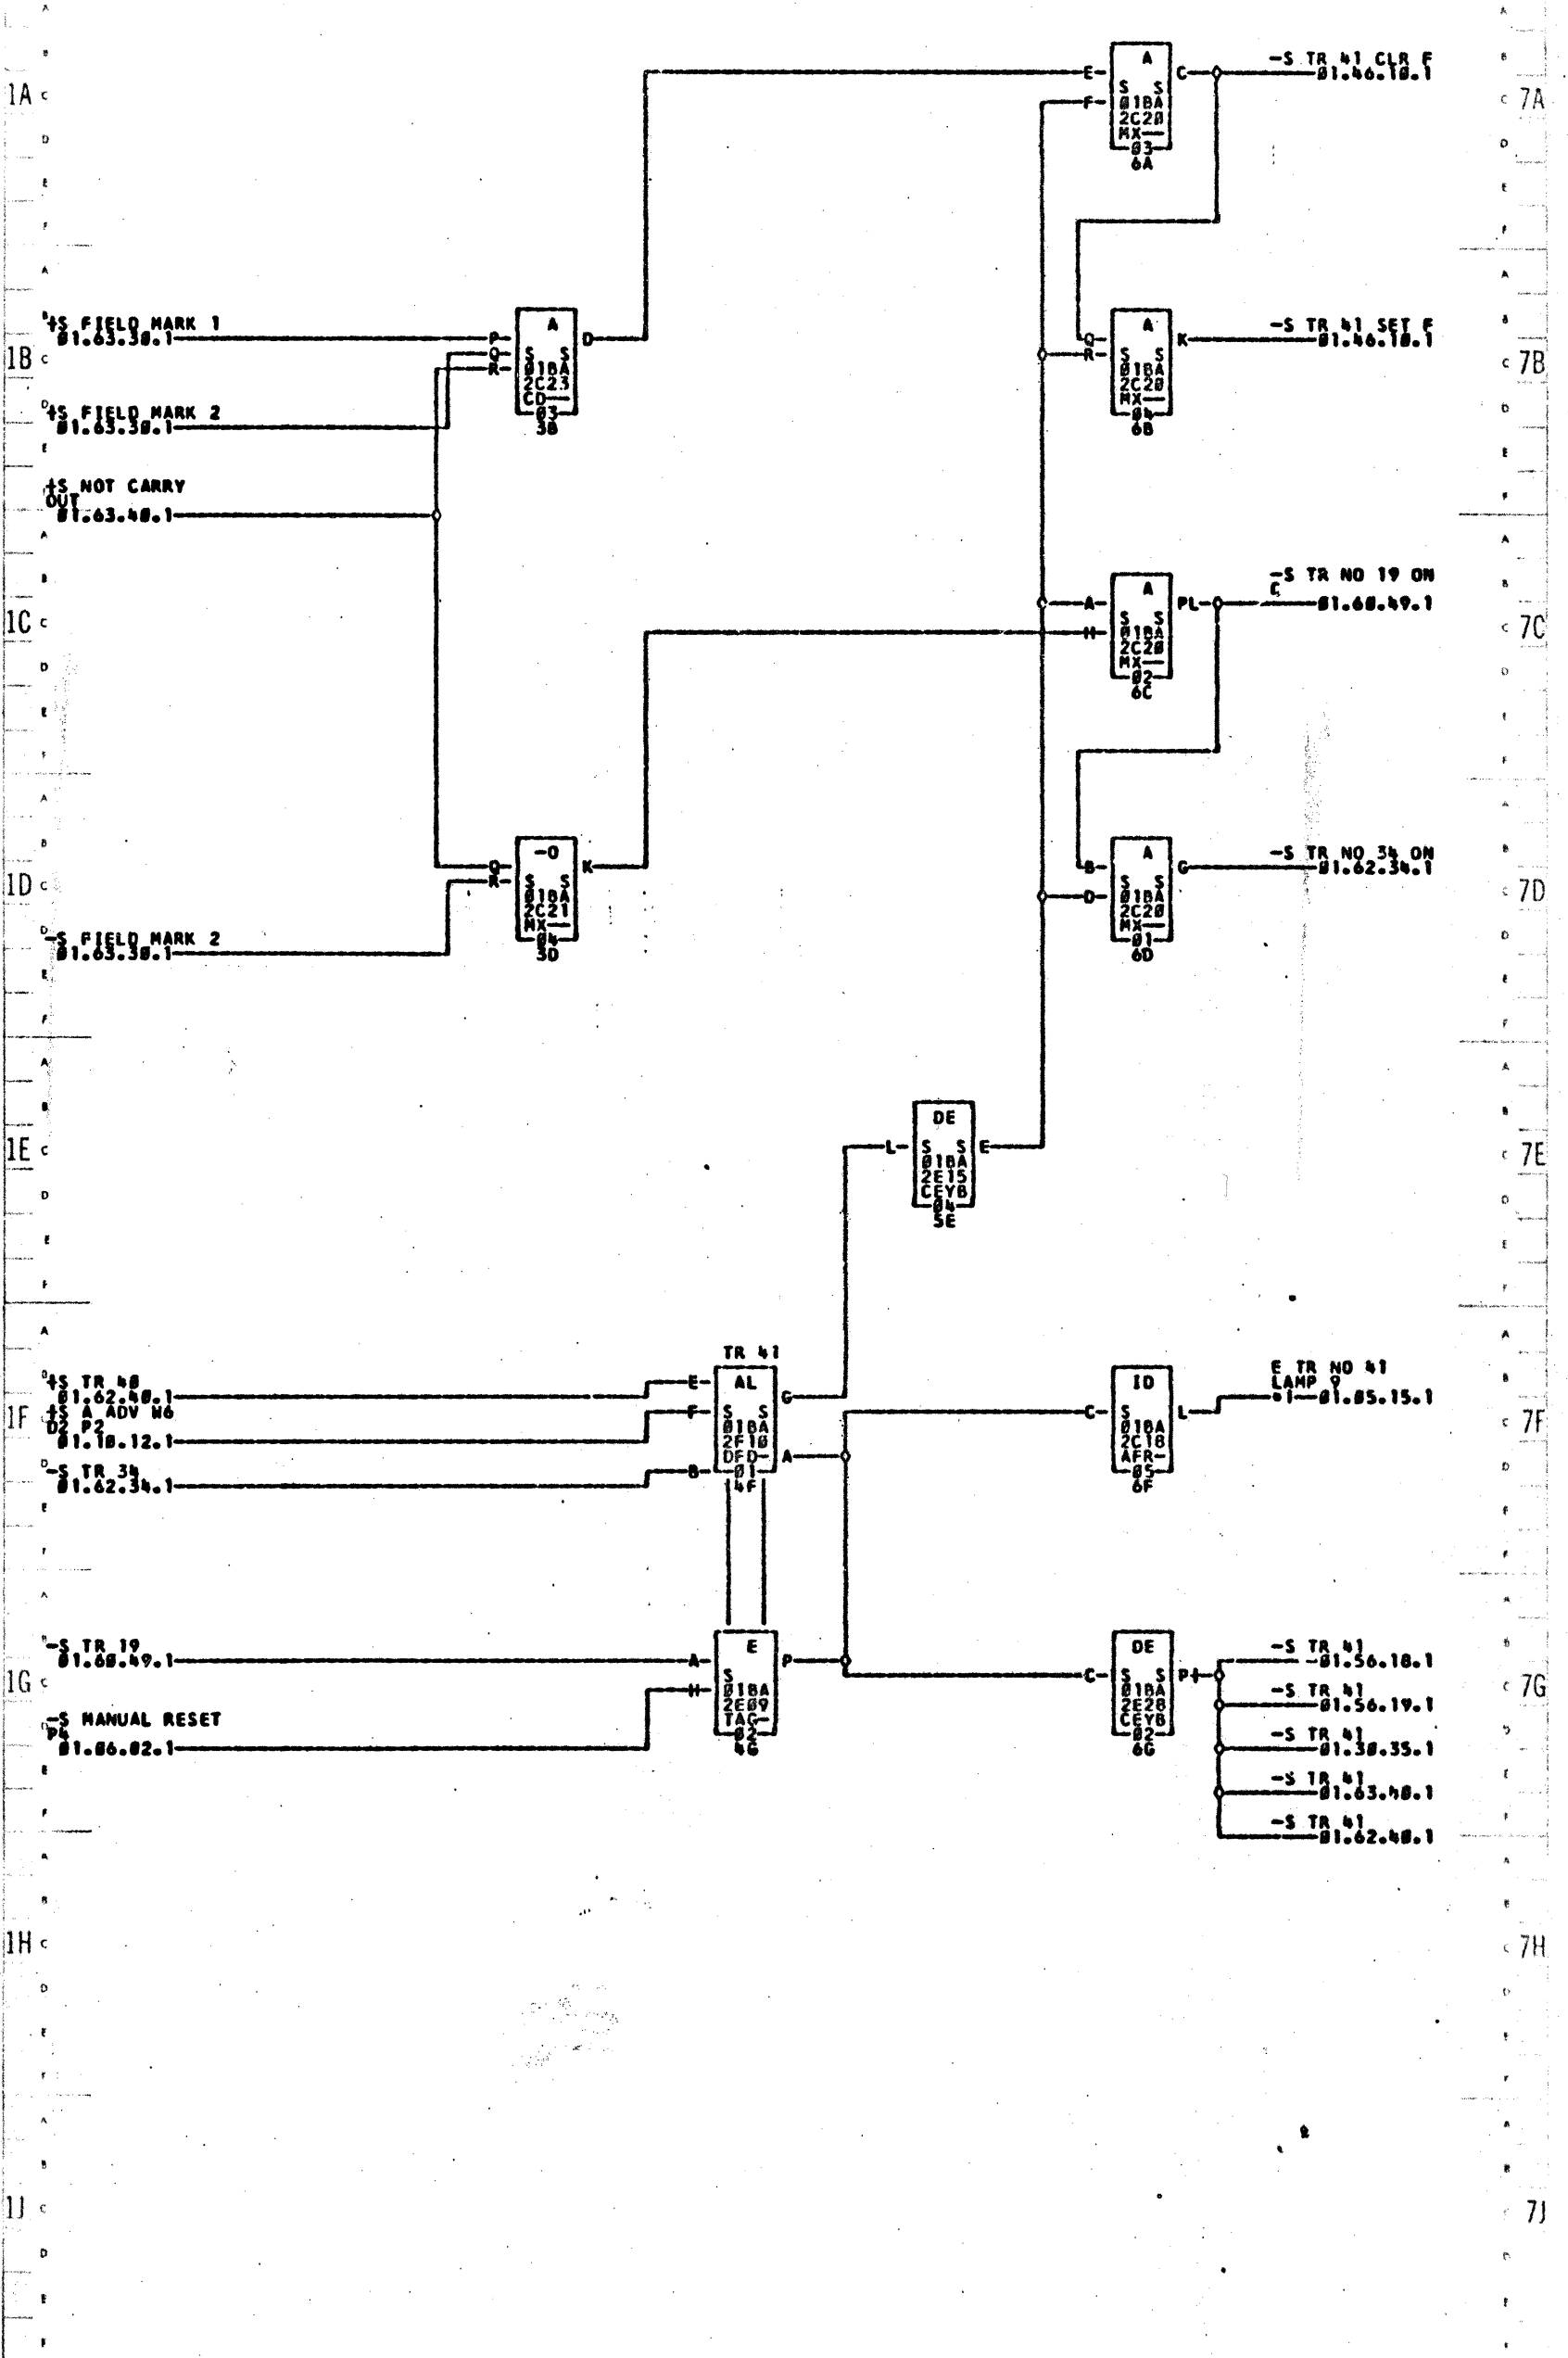 A
E- C
-S TR 41 CLR F
01.46.10.1
S S
F- 01BA
2C20
MX—
03
6A
1A 7A
+S FIELD MARK 1
01.63.30.1
P- A D
Q- S S
R- 01BA
2C23
CD—
03
3B
A
Q- S S K
R- 01BA
2C20
MX—
04
6B
-S TR 41 SET F
01.46.10.1
1B 7B
+S FIELD MARK 2
01.63.30.1
+S NOT CARRY
OUT
01.63.40.1
A
A- PL
S S
H- 01BA
2C20
MX—
02
6C
-S TR NO 19 ON
C
01.60.49.1
1C 7C
-O
Q- K
R- S S
01BA
2C21
MX—
04
3D
A
B- G
S S
D- 01BA
2C20
MX—
01
6D
-S TR NO 34 ON
01.62.34.1
1D 7D
-S FIELD MARK 2
01.63.30.1
DE
L- S S E
01BA
2E15
CEYB
04
5E
1E 7E
TR 41
+S TR 40
01.62.40.1
+S A ADV N6
D2 P2
01.10.12.1
-S TR 34
01.62.34.1
E- AL G
F- S S
01BA
2F10
DFD- A
B- 01
4F
ID
C- S L
01BA
2C18
AFR-
05
6F
E TR NO 41
LAMP 9
*1—01.05.15.1
1F 7F
-S TR 19
01.60.49.1
-S MANUAL RESET
P4
01.06.02.1
E
A- P
S
H- 01BA
2E09
TAG-
02
4G
DE
C- S S P+
01BA
2E28
CEYB
02
6G
-S TR 41
01.56.18.1
-S TR 41
01.56.19.1
-S TR 41
01.30.35.1
-S TR 41
01.63.40.1
-S TR 41
01.62.40.1
1G 7G
1H 7H
1J 7J